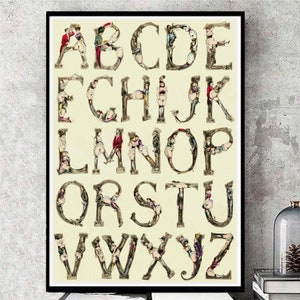 ABCDE
FGHIJK
LMNOP
QRSTU
VWXYZ